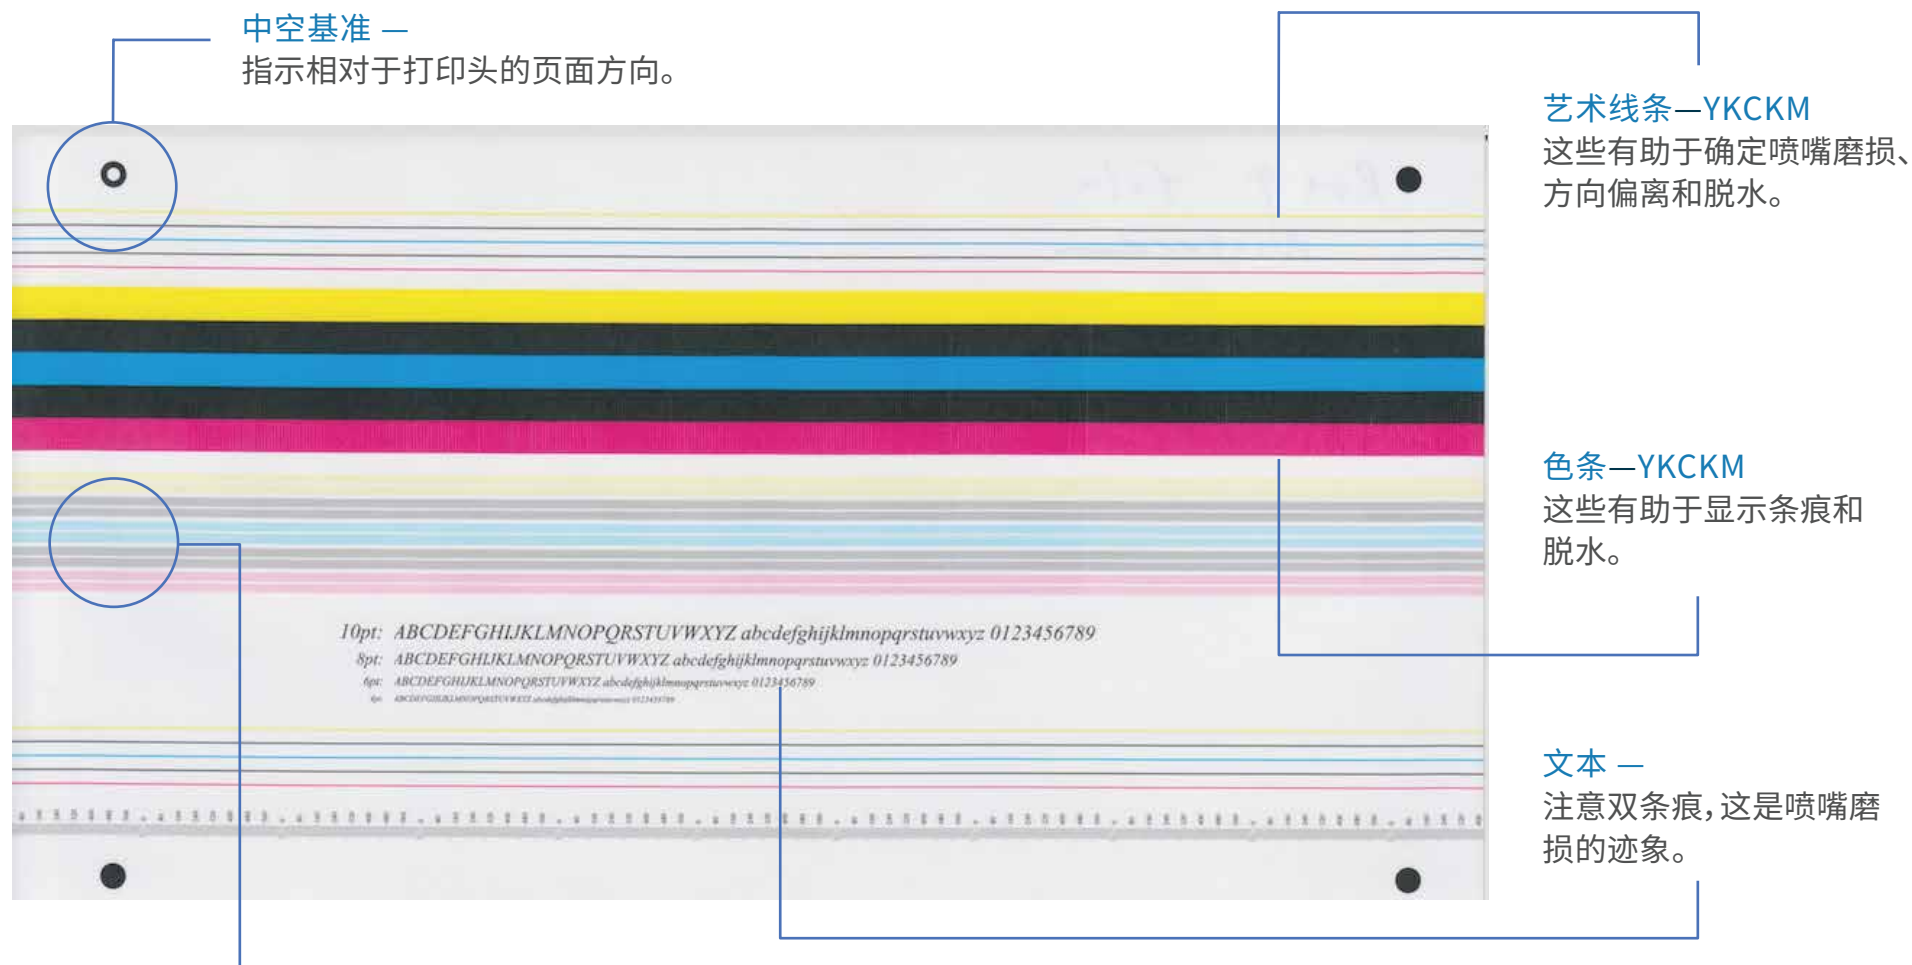 中空基准 —
指示相对于打印头的页面方向。
艺术线条—YKCKM
这些有助于确定喷嘴磨损、
方向偏离和脱水。
色条—YKCKM
这些有助于显示条痕和
脱水。
10pt: ABCDEFGHIJKLMNOPQRSTUVWXYZ abcdefghijklmnopqrstuvwxyz 0123456789
8pt: ABCDEFGHIJKLMNOPQRSTUVWXYZ abcdefghijklmnopqrstuvwxyz 0123456789
6pt: ABCDEFGHIJKLMNOPQRSTUVWXYZ abcdefghijklmnopqrstuvwxyz 0123456789
文本 —
注意双条痕，这是喷嘴磨
损的迹象。